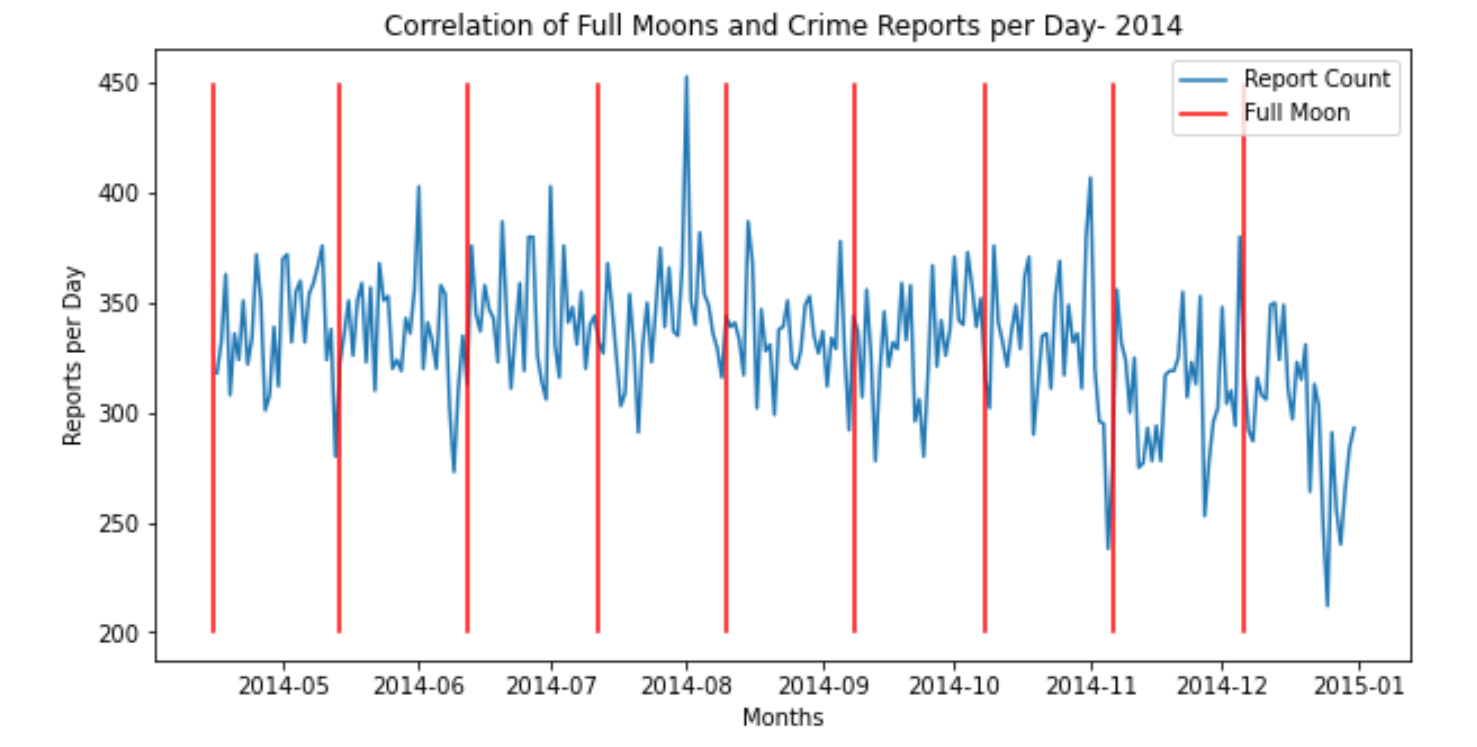 Correlation of Full Moons and Crime Reports per Day- 2014
Report Count
Full Moon
450
400
350
300
250
200
Reports per Day
2014-05 2014-06 2014-07 2014-08 2014-09 2014-10 2014-11 2014-12 2015-01
Months